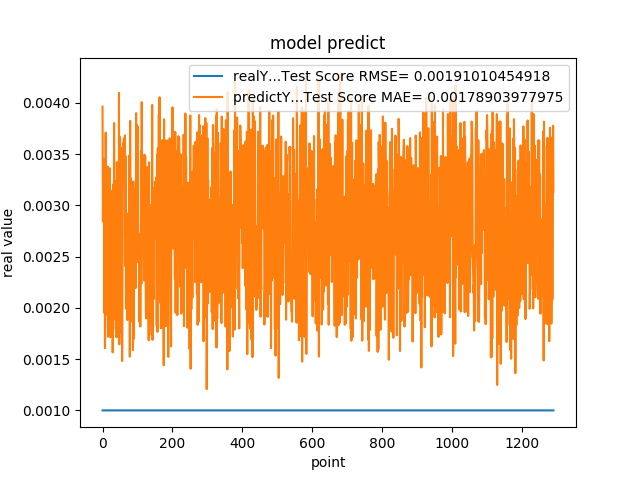 model predict
realY...Test Score RMSE= 0.00191010454918
predictY...Test Score MAE= 0.00178903977975
0.0040
0.0035
0.0030
0.0025
0.0020
0.0015
0.0010
real value
0 200 400 600 800 1000 1200
point